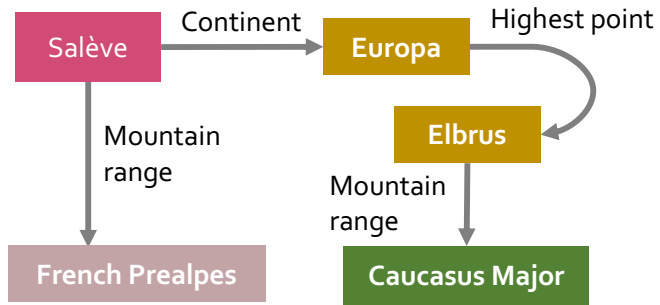 Highest point
Salève
Continent
Europa
Elbrus
Mountain
range
Mountain
range
French Prealpes
Caucasus Major